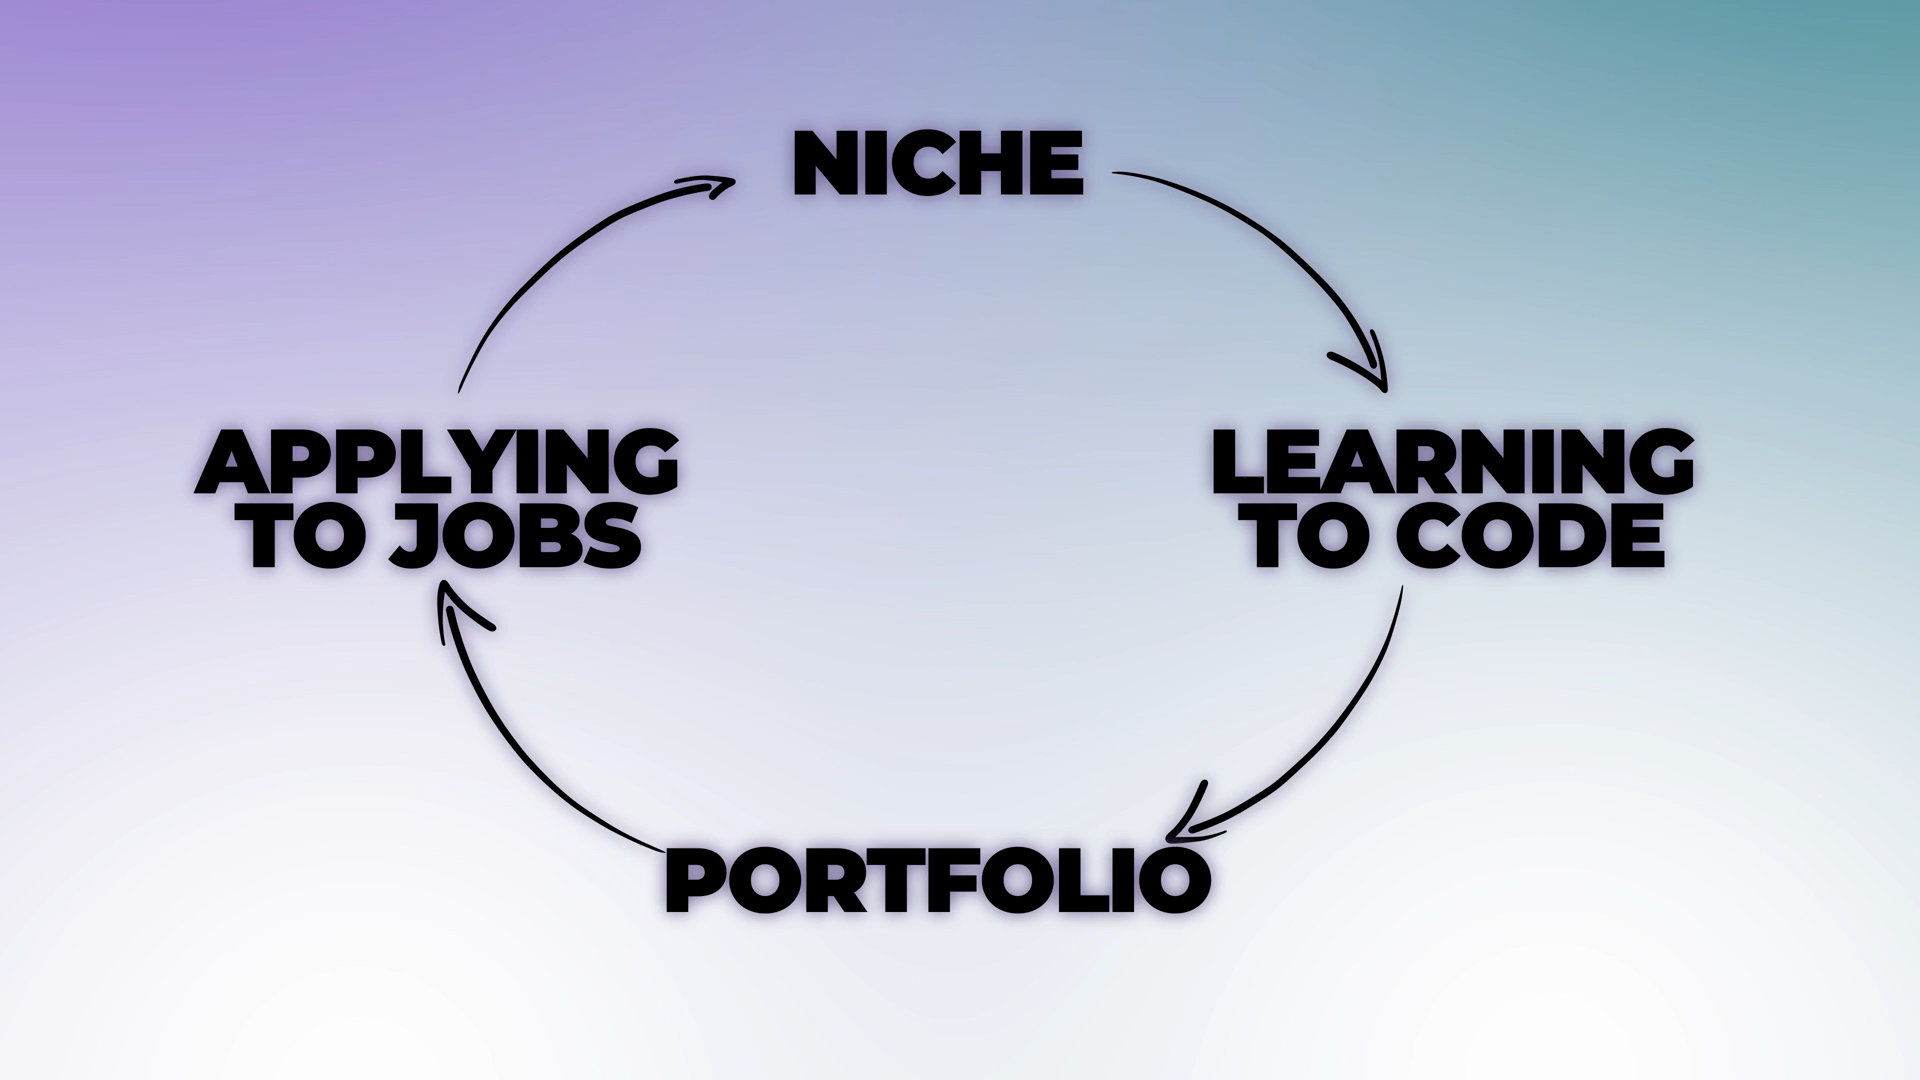 NICHE
APPLYING
TO JOBS
LEARNING
TO CODE
PORTFOLIO